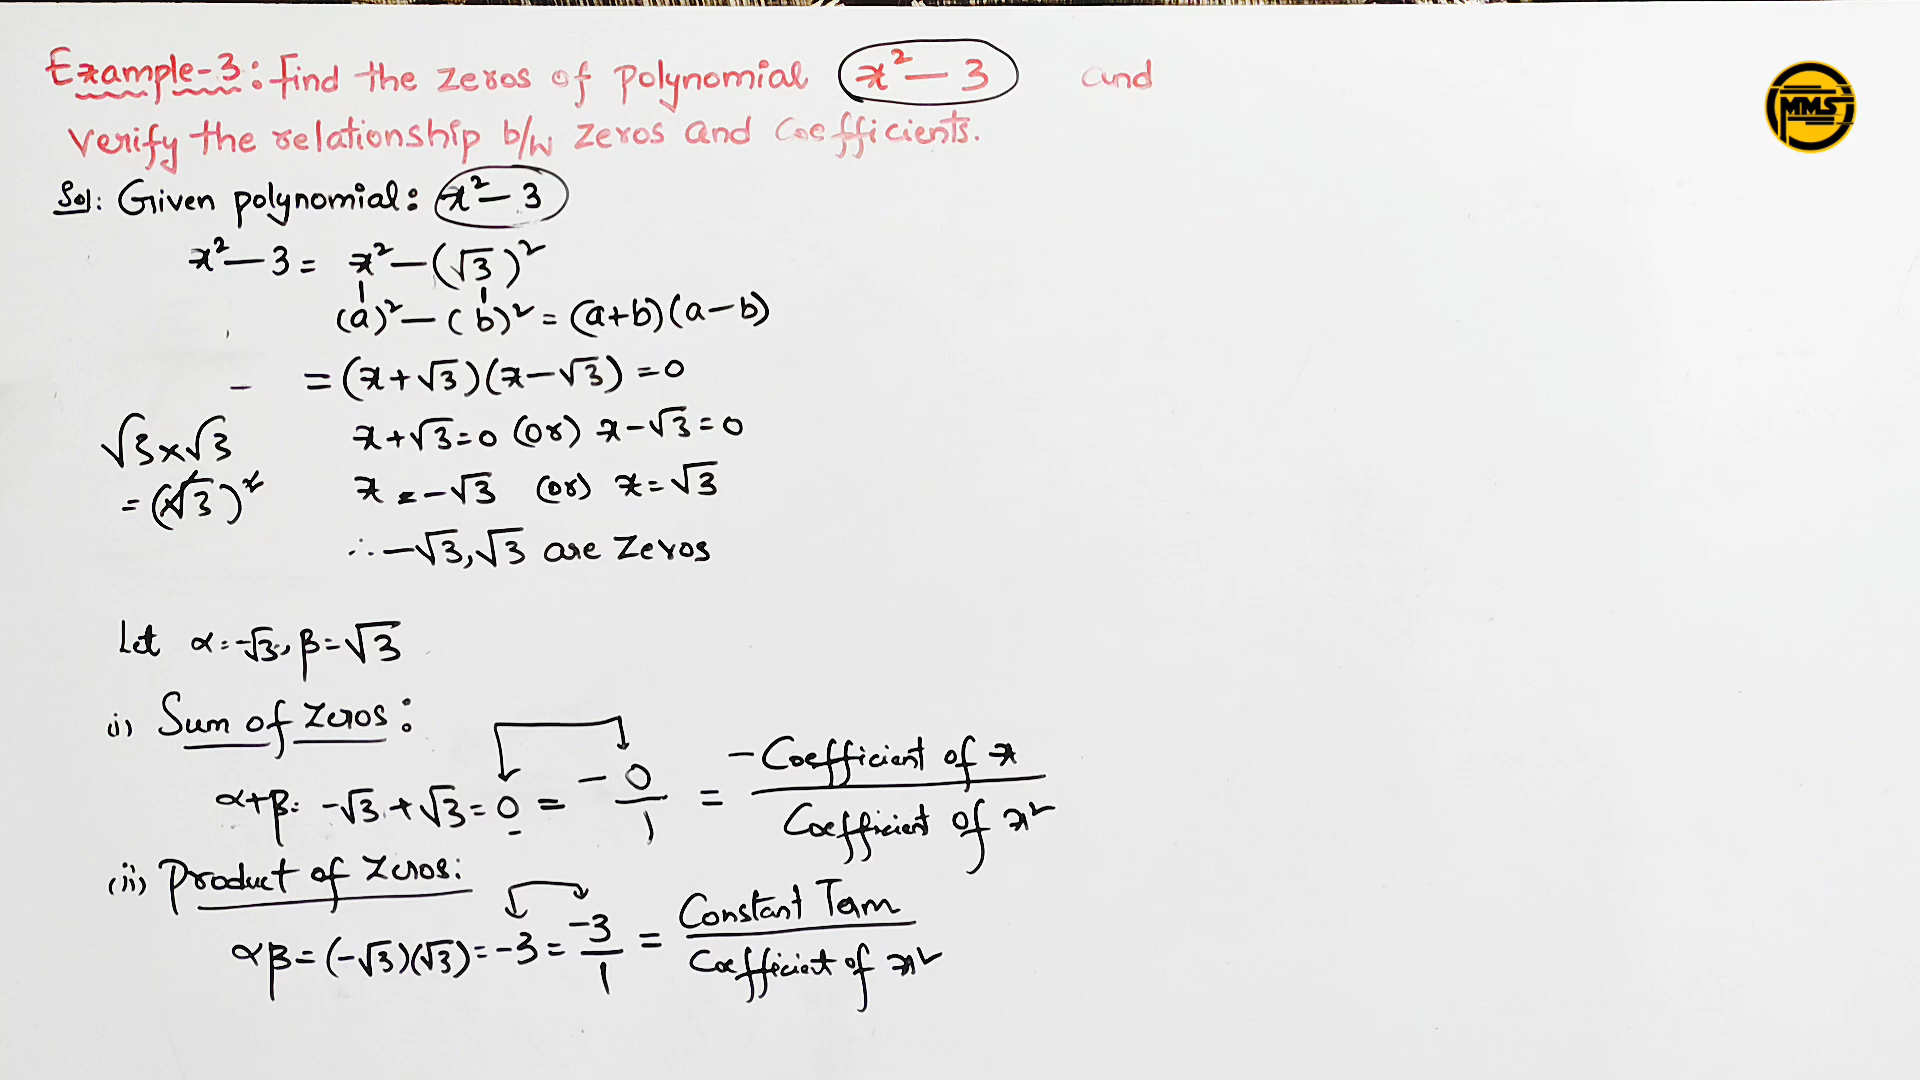 Example-3: Find the zeros of polynomial x² - 3 and
Verify the relationship b/w zeros and Coefficients.
Sol: Given polynomial: x² - 3
x² - 3 = x² - (√3)²
(a)² - (b)² = (a+b)(a-b)
= (x+√3)(x-√3) = 0
√3×√3
= (√3)²
x+√3=0 (or) x-√3=0
x = -√3 (or) x = √3
∴ -√3, √3 are Zeros
Let α = -√3, β = √3
(i) Sum of Zeros:
α+β = -√3 + √3 = 0 = -0/1 = -Coefficient of x / Coefficient of x²
(ii) Product of Zeros:
αβ = (-√3)(√3) = -3 = -3/1 = Constant Term / Coefficient of x²
MMS